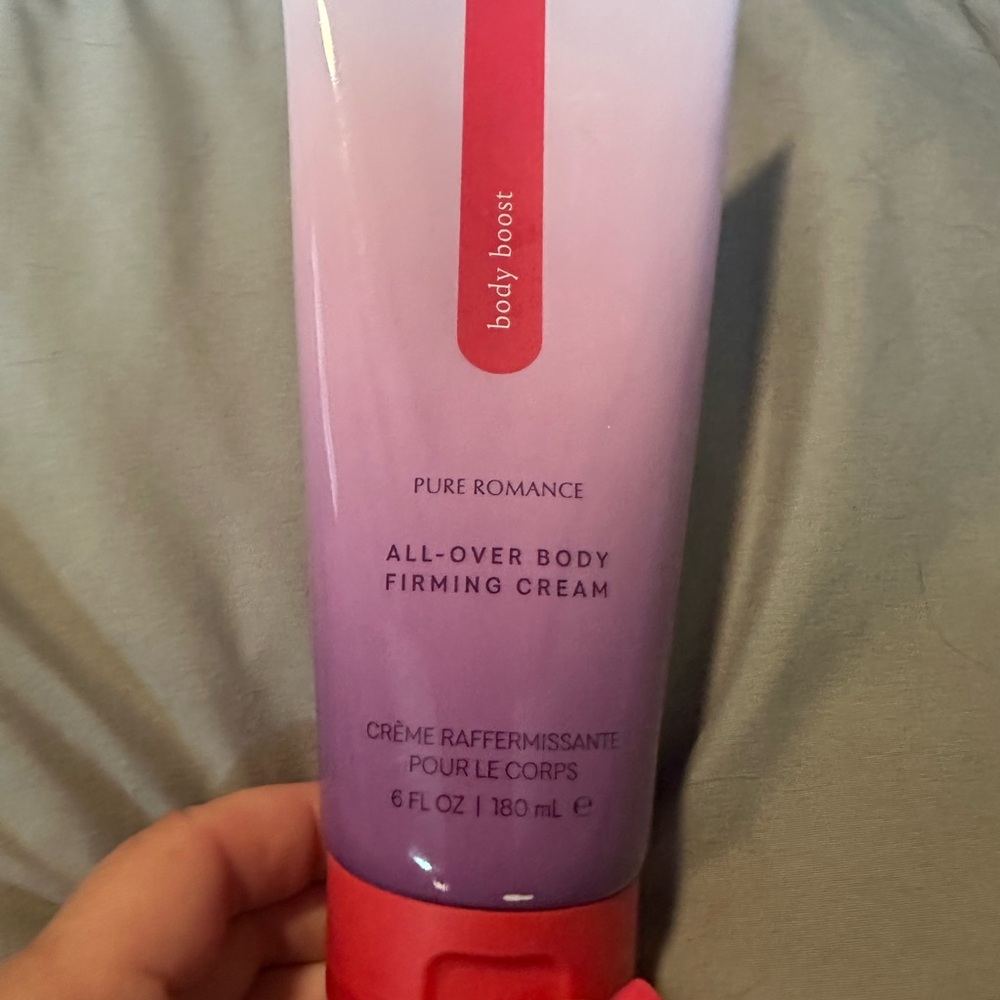 body boost
PURE ROMANCE
ALL-OVER BODY
FIRMING CREAM
CRÈME RAFFERMISSANTE
POUR LE CORPS
6 FL OZ | 180 mL ℮